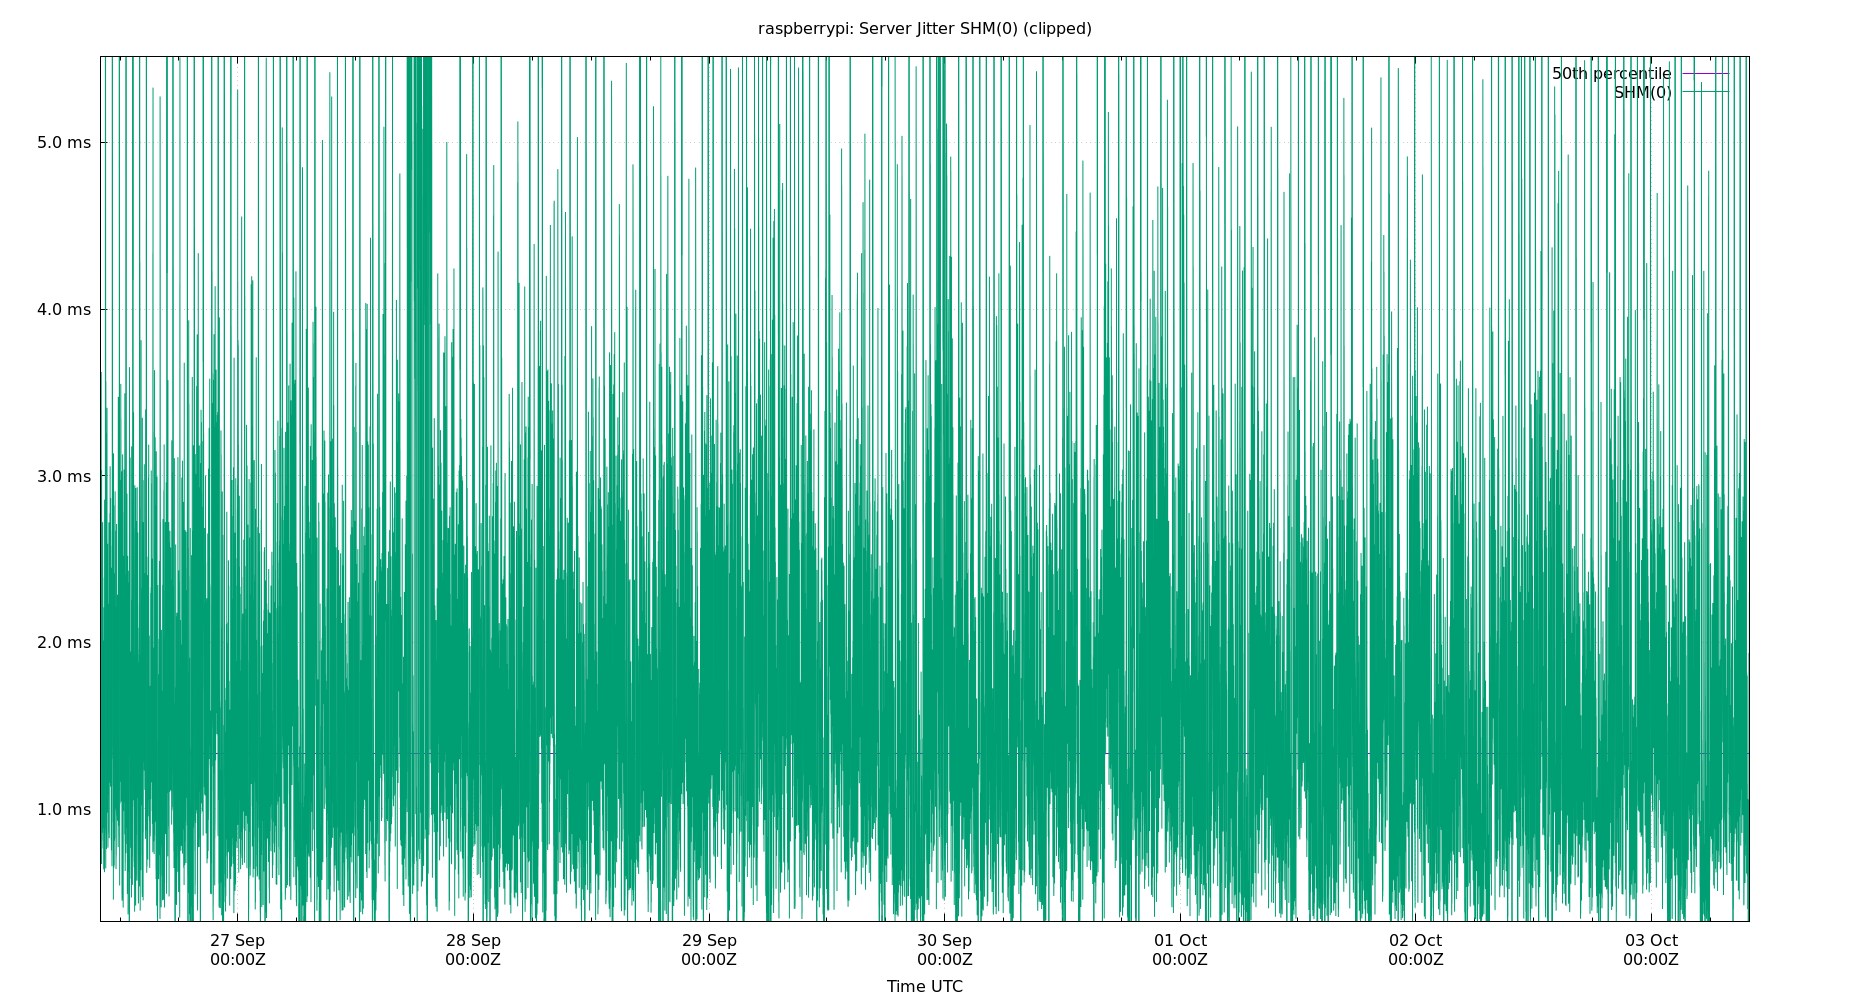 raspberrypi: Server Jitter SHM(0) (clipped)
50th percentile
SHM(0)
5.0 ms
4.0 ms
3.0 ms
2.0 ms
1.0 ms
27 Sep 28 Sep 29 Sep 30 Sep 01 Oct 02 Oct 03 Oct
00:00Z 00:00Z 00:00Z 00:00Z 00:00Z 00:00Z 00:00Z
Time UTC